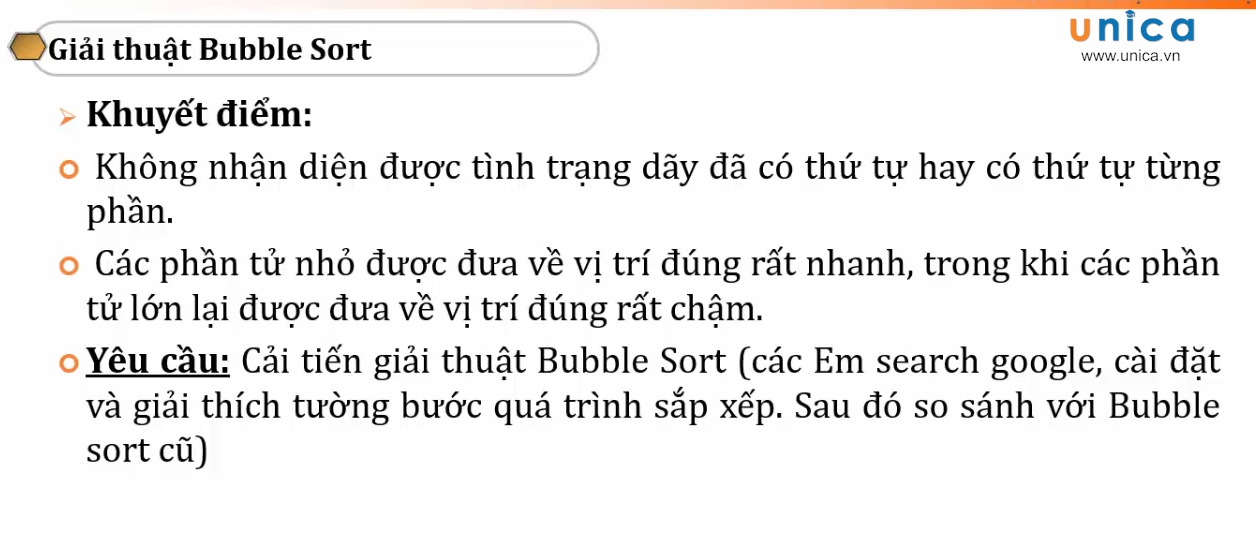 Giải thuật Bubble Sort
unica
www.unica.vn
Khuyết điểm:
Không nhận diện được tình trạng dãy đã có thứ tự hay có thứ tự từng
phần.
Các phần tử nhỏ được đưa về vị trí đúng rất nhanh, trong khi các phần
tử lớn lại được đưa về vị trí đúng rất chậm.
Yêu cầu: Cải tiến giải thuật Bubble Sort (các Em search google, cài đặt
và giải thích tường bước quá trình sắp xếp. Sau đó so sánh với Bubble
sort cũ)